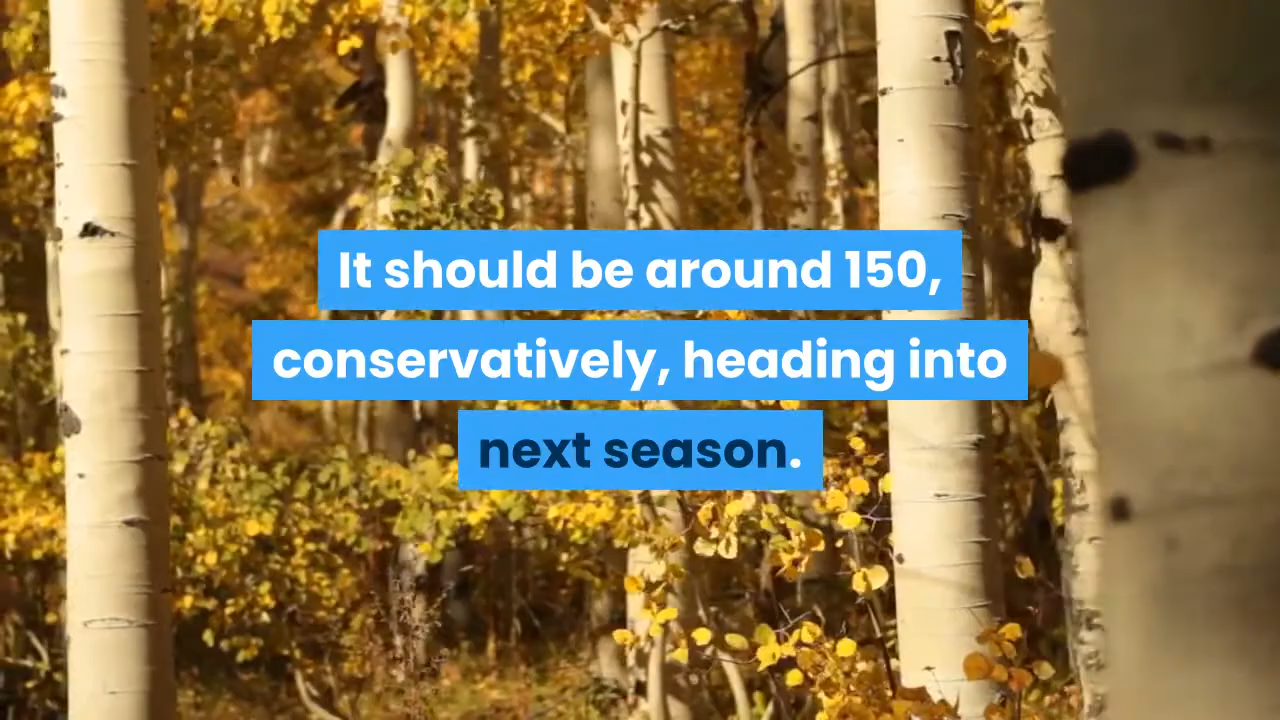 It should be around 150,
conservatively, heading into
next season.